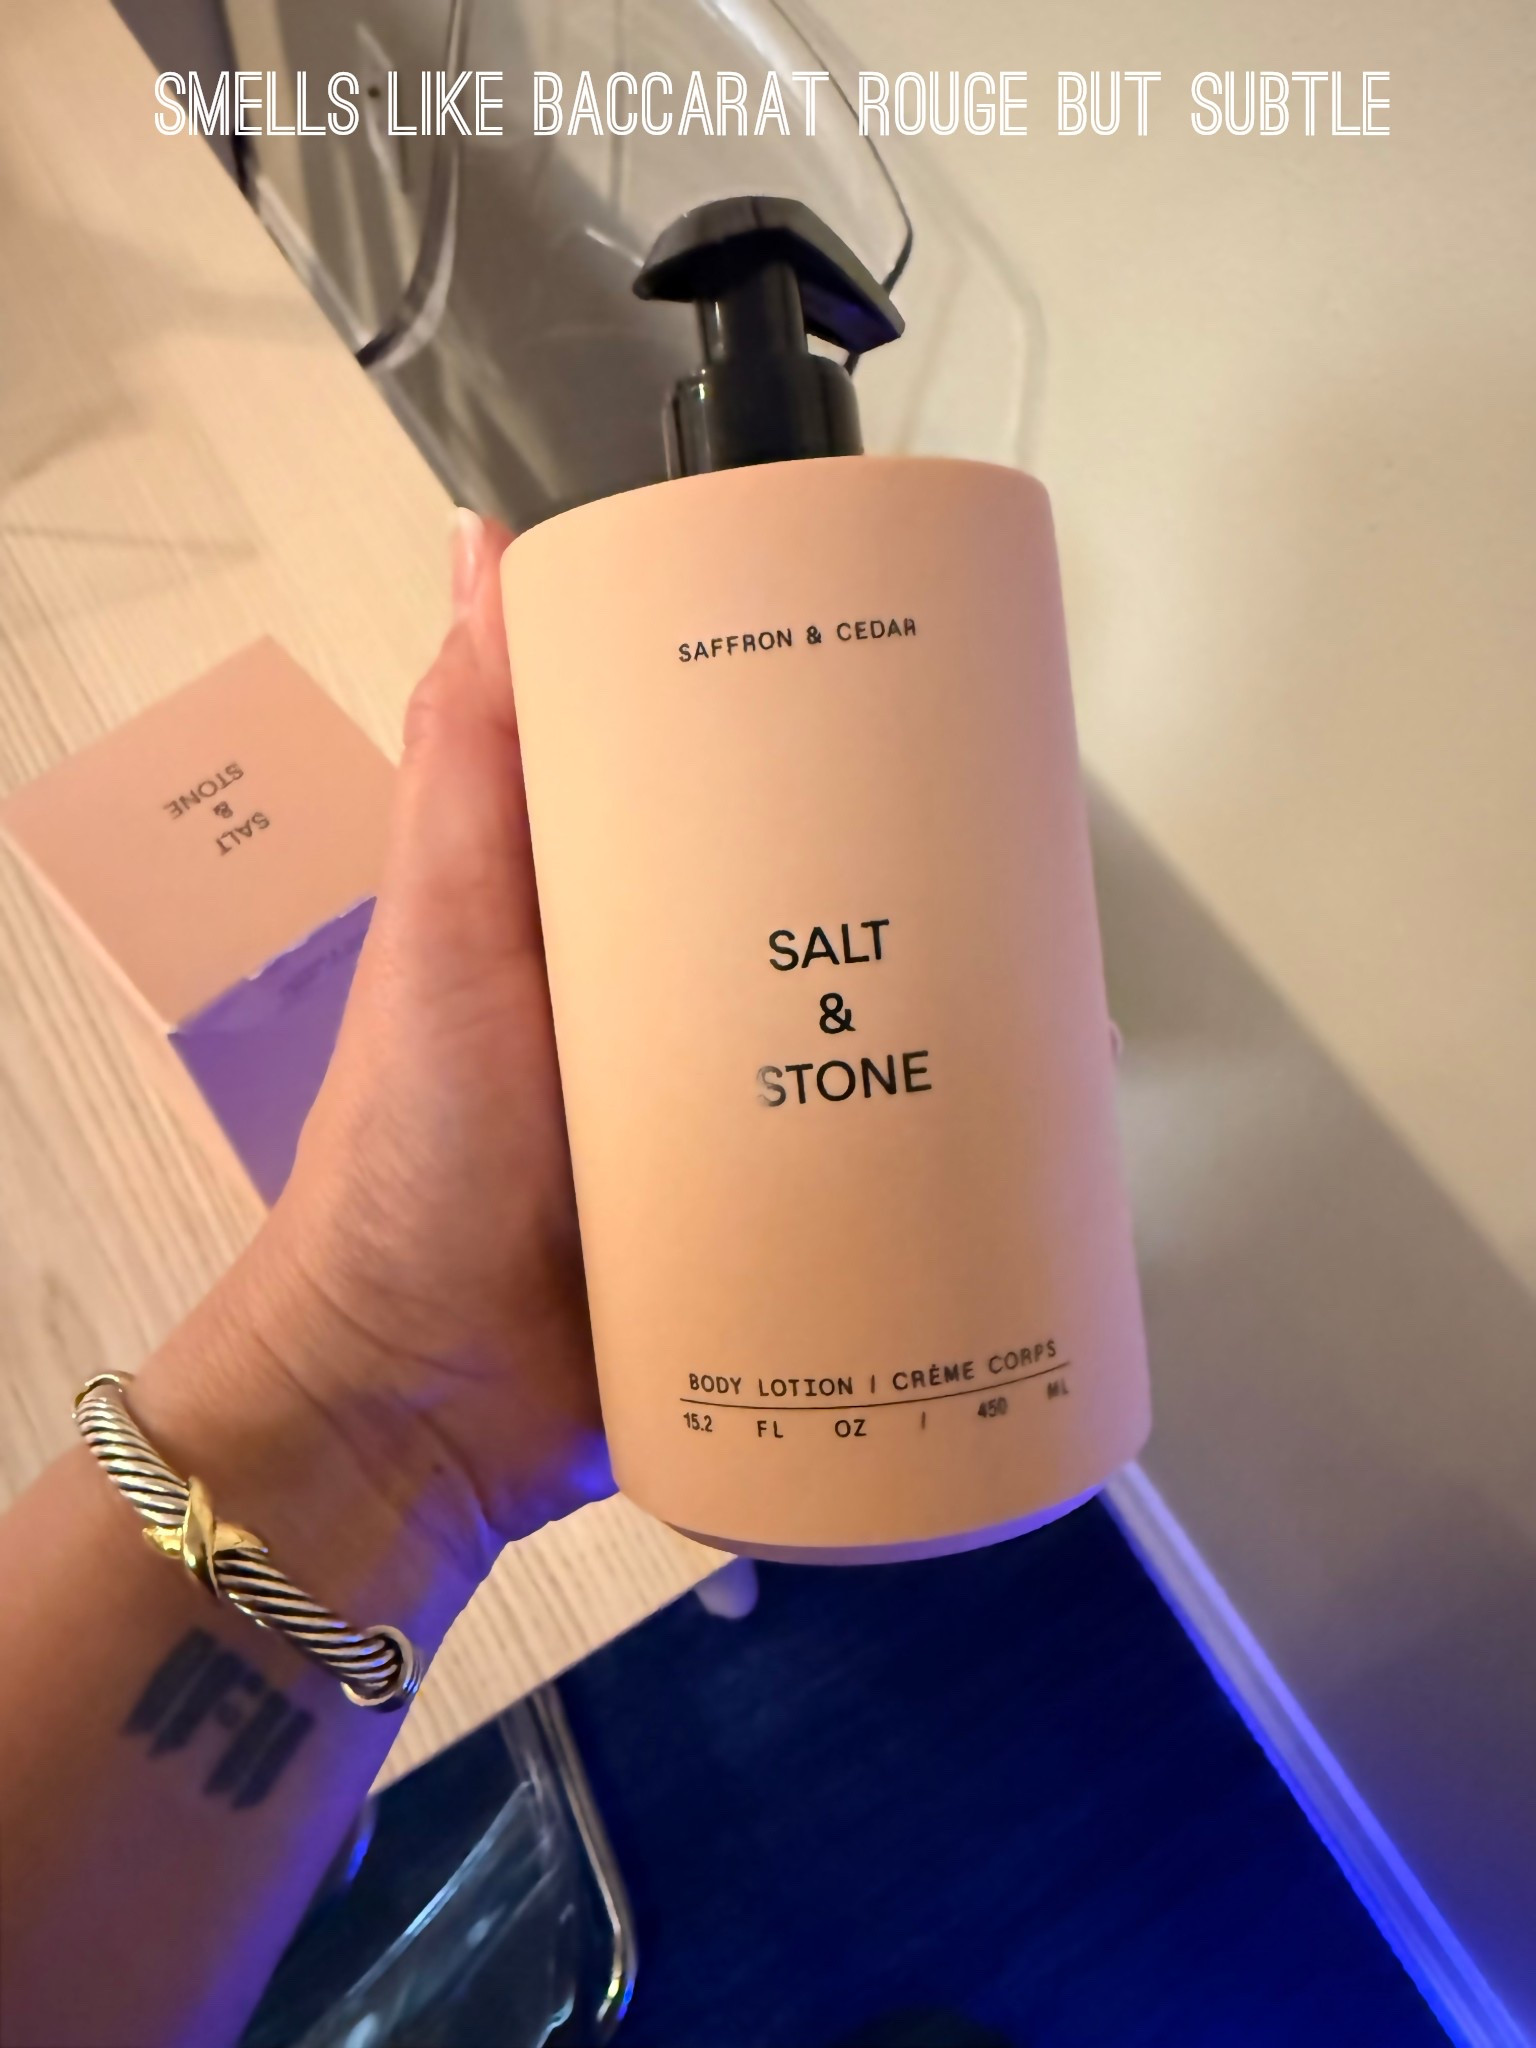 SMELLS LIKE BACCARAT ROUGE BUT SUBTLE
SAFFRON & CEDAR
SALT
&
STONE
BODY LOTION | CRÈME CORPS
15.2 FL OZ / 450 ML
SALT
&
STONE